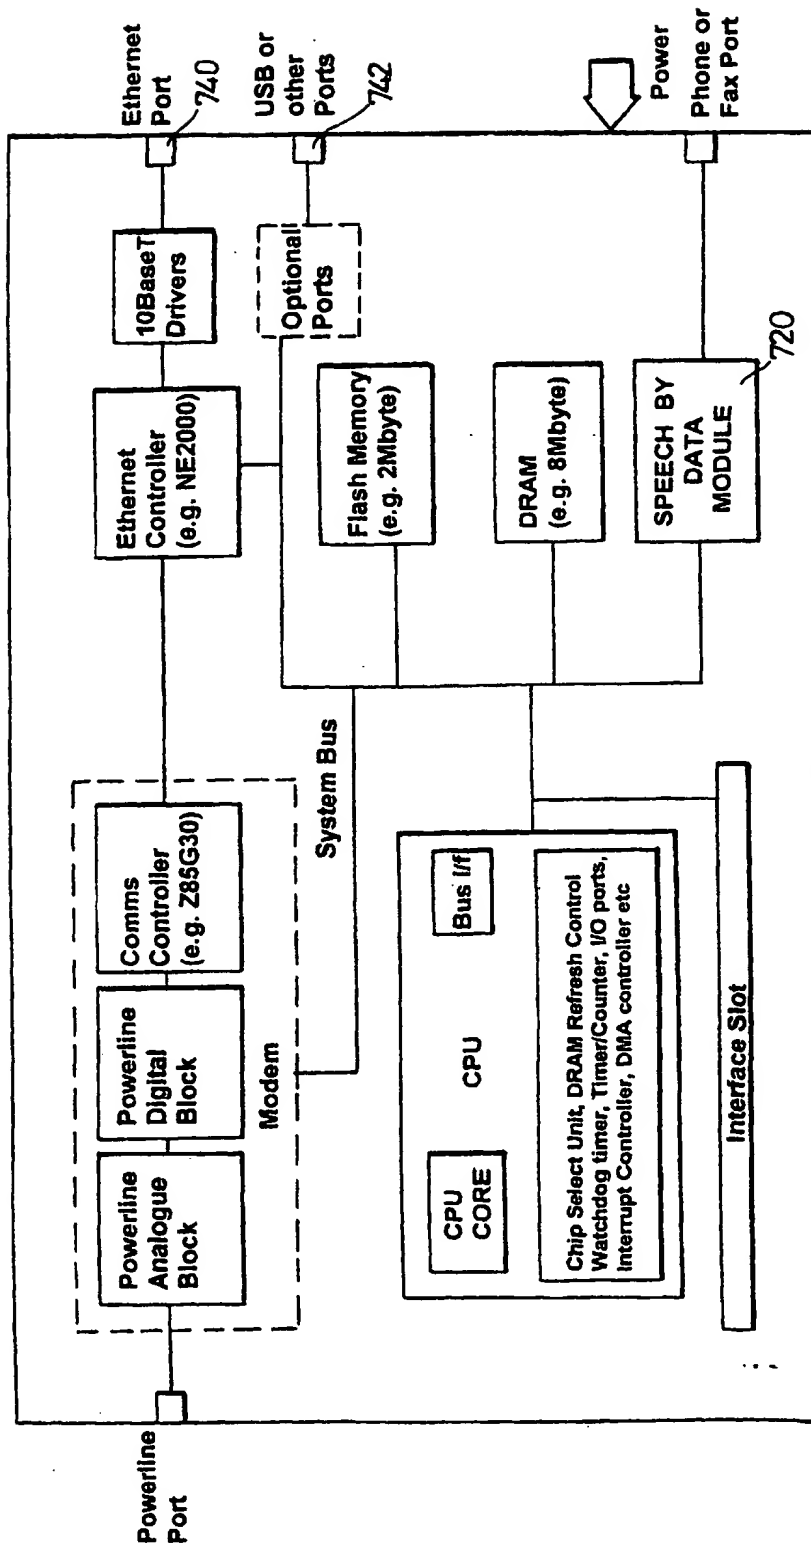 Powerline
Port
Powerline
Analogue
Block
Powerline
Digital
Block
Comms
Controller
(e.g. Z85G30)
Modem
Ethernet
Controller
(e.g. NE2000)
10BaseT
Drivers
Ethernet
Port
740
USB or
other
Ports
742
Optional
Ports
System Bus
Flash Memory
(e.g. 2Mbyte)
DRAM
(e.g. 8Mbyte)
SPEECH BY
DATA
MODULE
720
Power
Phone or
Fax Port
CPU
CORE
CPU
Bus I/f
Chip Select Unit, DRAM Refresh Control
Watchdog timer, Timer/Counter, I/O ports,
Interrupt Controller, DMA controller etc
Interface Slot